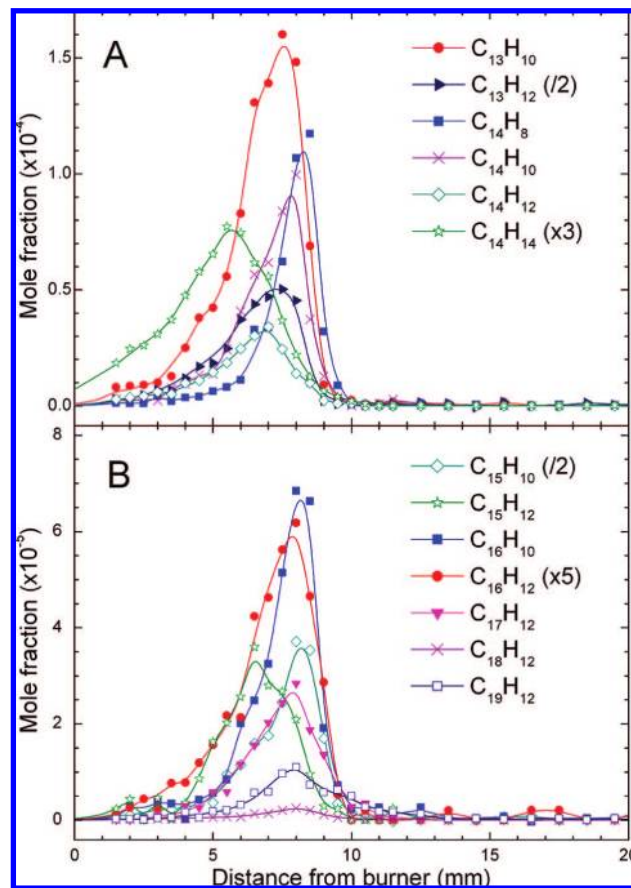 A
C₁₃H₁₀
C₁₃H₁₂ (/2)
C₁₄H₈
C₁₄H₁₀
C₁₄H₁₂
C₁₄H₁₄ (x3)
Mole fraction (x10⁻⁴)
1.5
1.0
0.5
0.0
B
C₁₅H₁₀ (/2)
C₁₅H₁₂
C₁₆H₁₀
C₁₆H₁₂ (x5)
C₁₇H₁₂
C₁₈H₁₂
C₁₉H₁₂
Mole fraction (x10⁻⁵)
8
6
4
2
0
0 5 10 15 20
Distance from burner (mm)